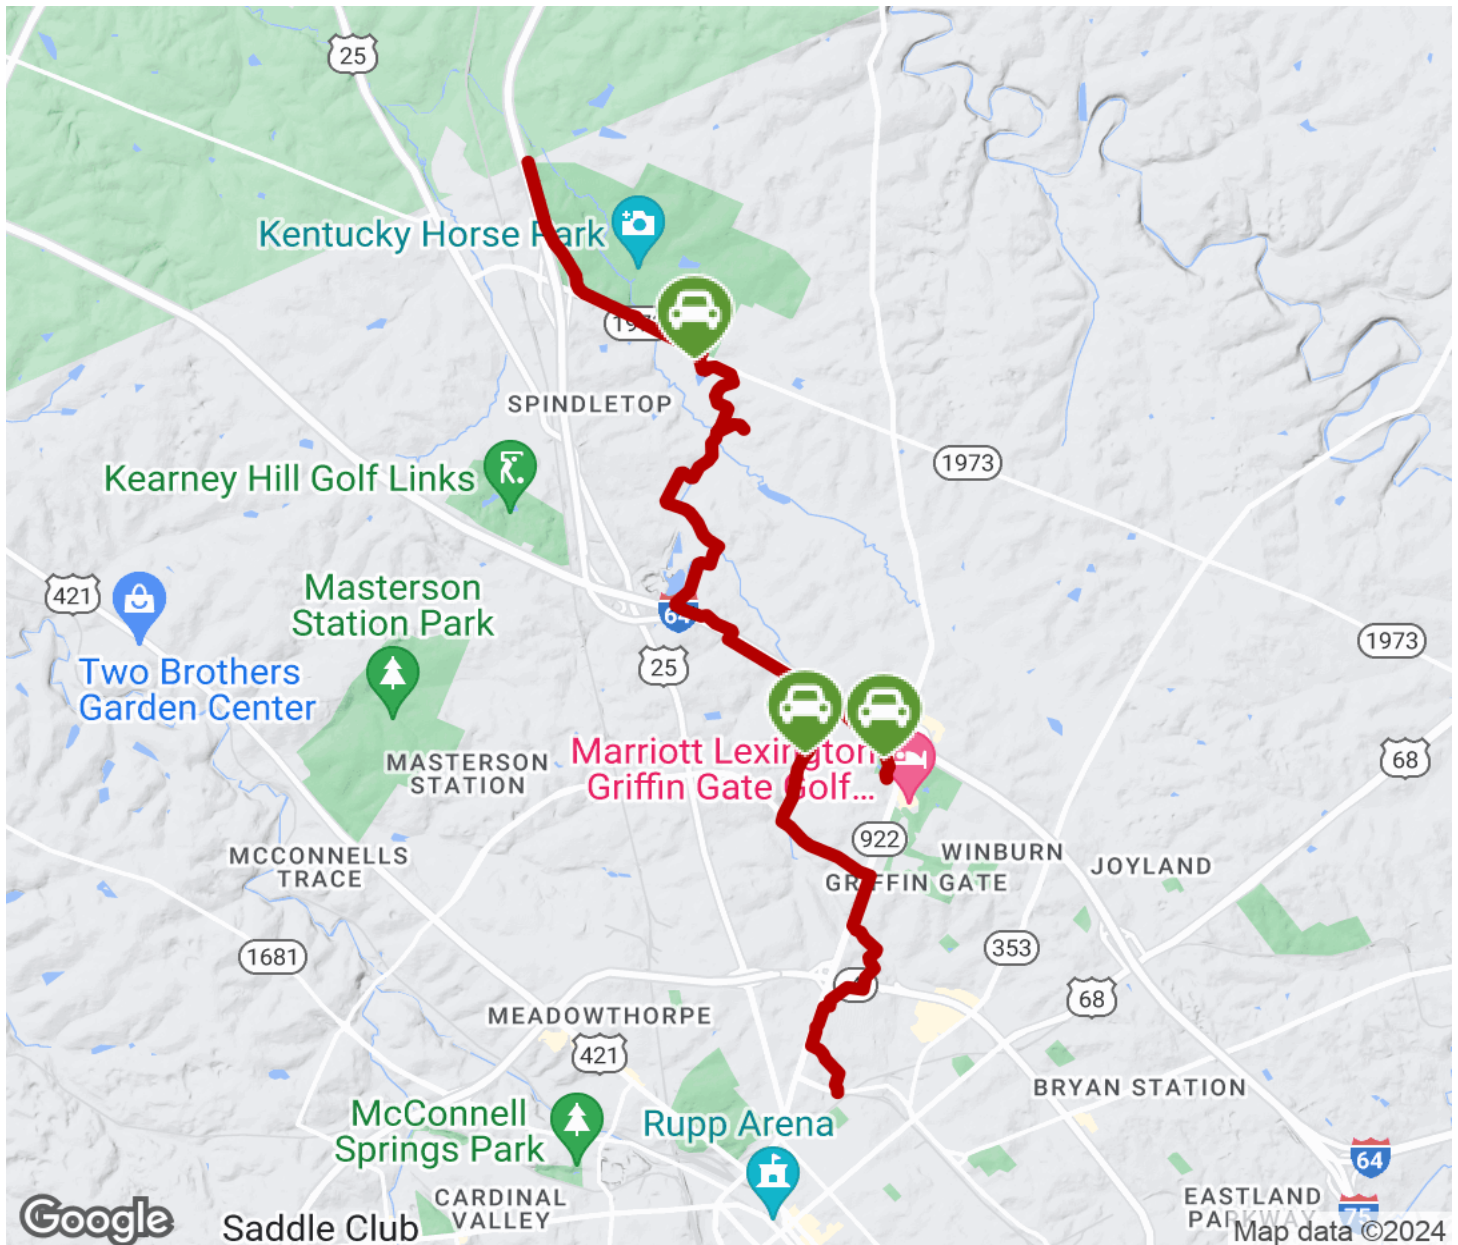 25
Kentucky Horse Park
SPINDLETOP
1973
Kearney Hill Golf Links
421
Masterson
Station Park
64
1973
Two Brothers
Garden Center
25
MASTERSON
STATION
Marriott Lexington
Griffin Gate Golf...
68
922
MCCONNELLS
TRACE
WINBURN
JOYLAND
GRIFFIN GATE
1681
353
68
MEADOWTHORPE
421
BRYAN STATION
McConnell
Springs Park
Rupp Arena
64
CARDINAL
VALLEY
EASTLAND
PARKWAY
75
Google
Saddle Club
Map data ©2024